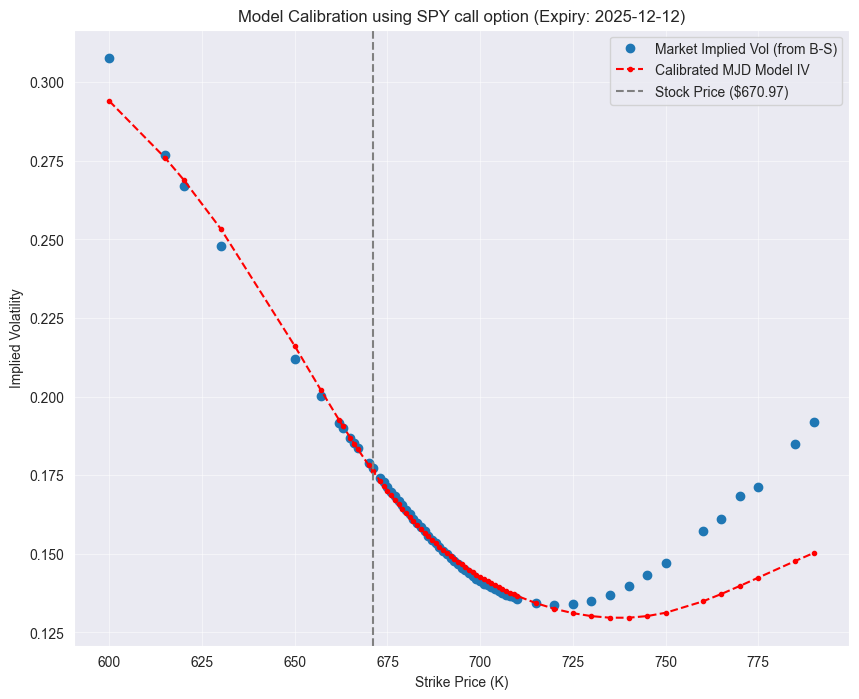 Model Calibration using SPY call option (Expiry: 2025-12-12)
Market Implied Vol (from B-S)
Calibrated MJD Model IV
Stock Price ($670.97)
Implied Volatility
0.300
0.275
0.250
0.225
0.200
0.175
0.150
0.125
600
625
650
675
700
725
750
775
Strike Price (K)